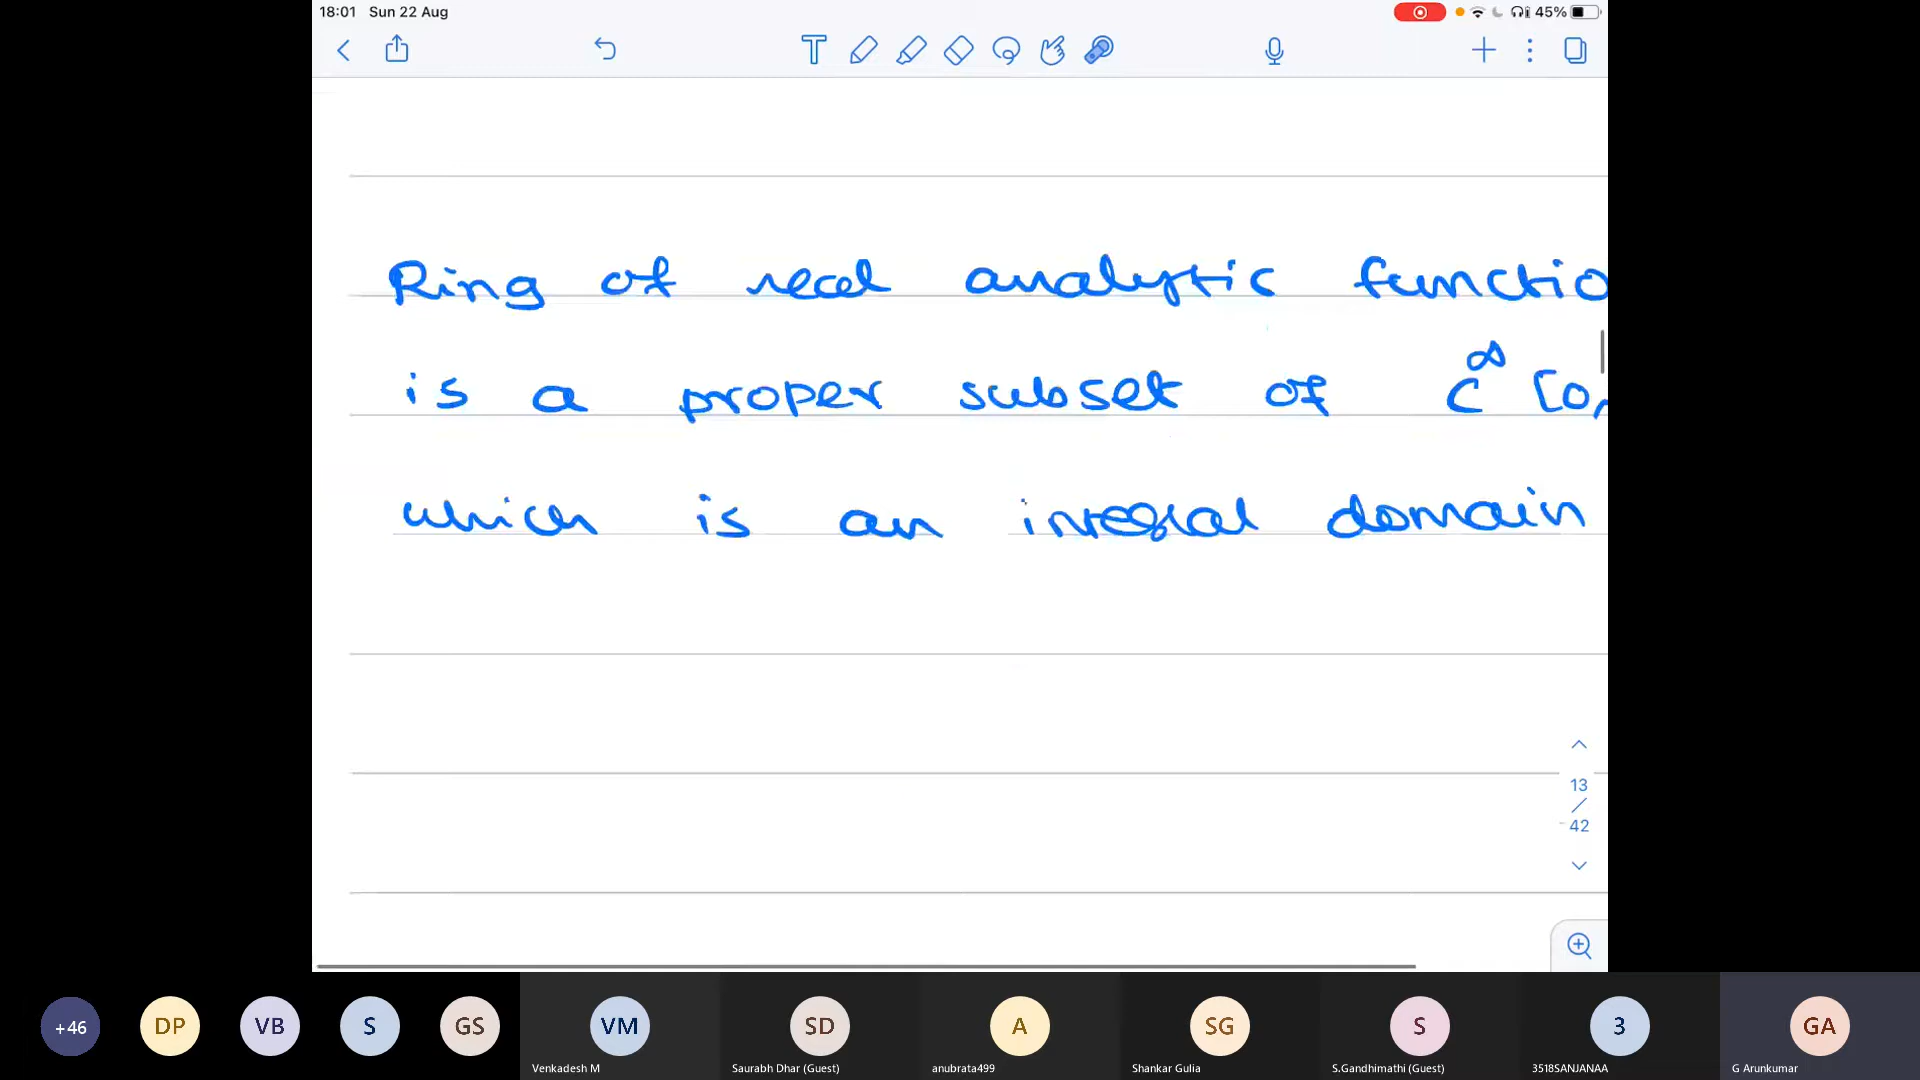 18:01 Sun 22 Aug
45%
T
Ring of real analytic functio
is a proper subset of C^∞ [0,
which is an integral domain
13
/
42
+46
DP
VB
S
GS
VM
SD
A
SG
S
3
GA
Venkadesh M
Saurabh Dhar (Guest)
anubrata499
Shankar Gulia
S.Gandhimathi (Guest)
3518SANJANAA
G Arunkumar